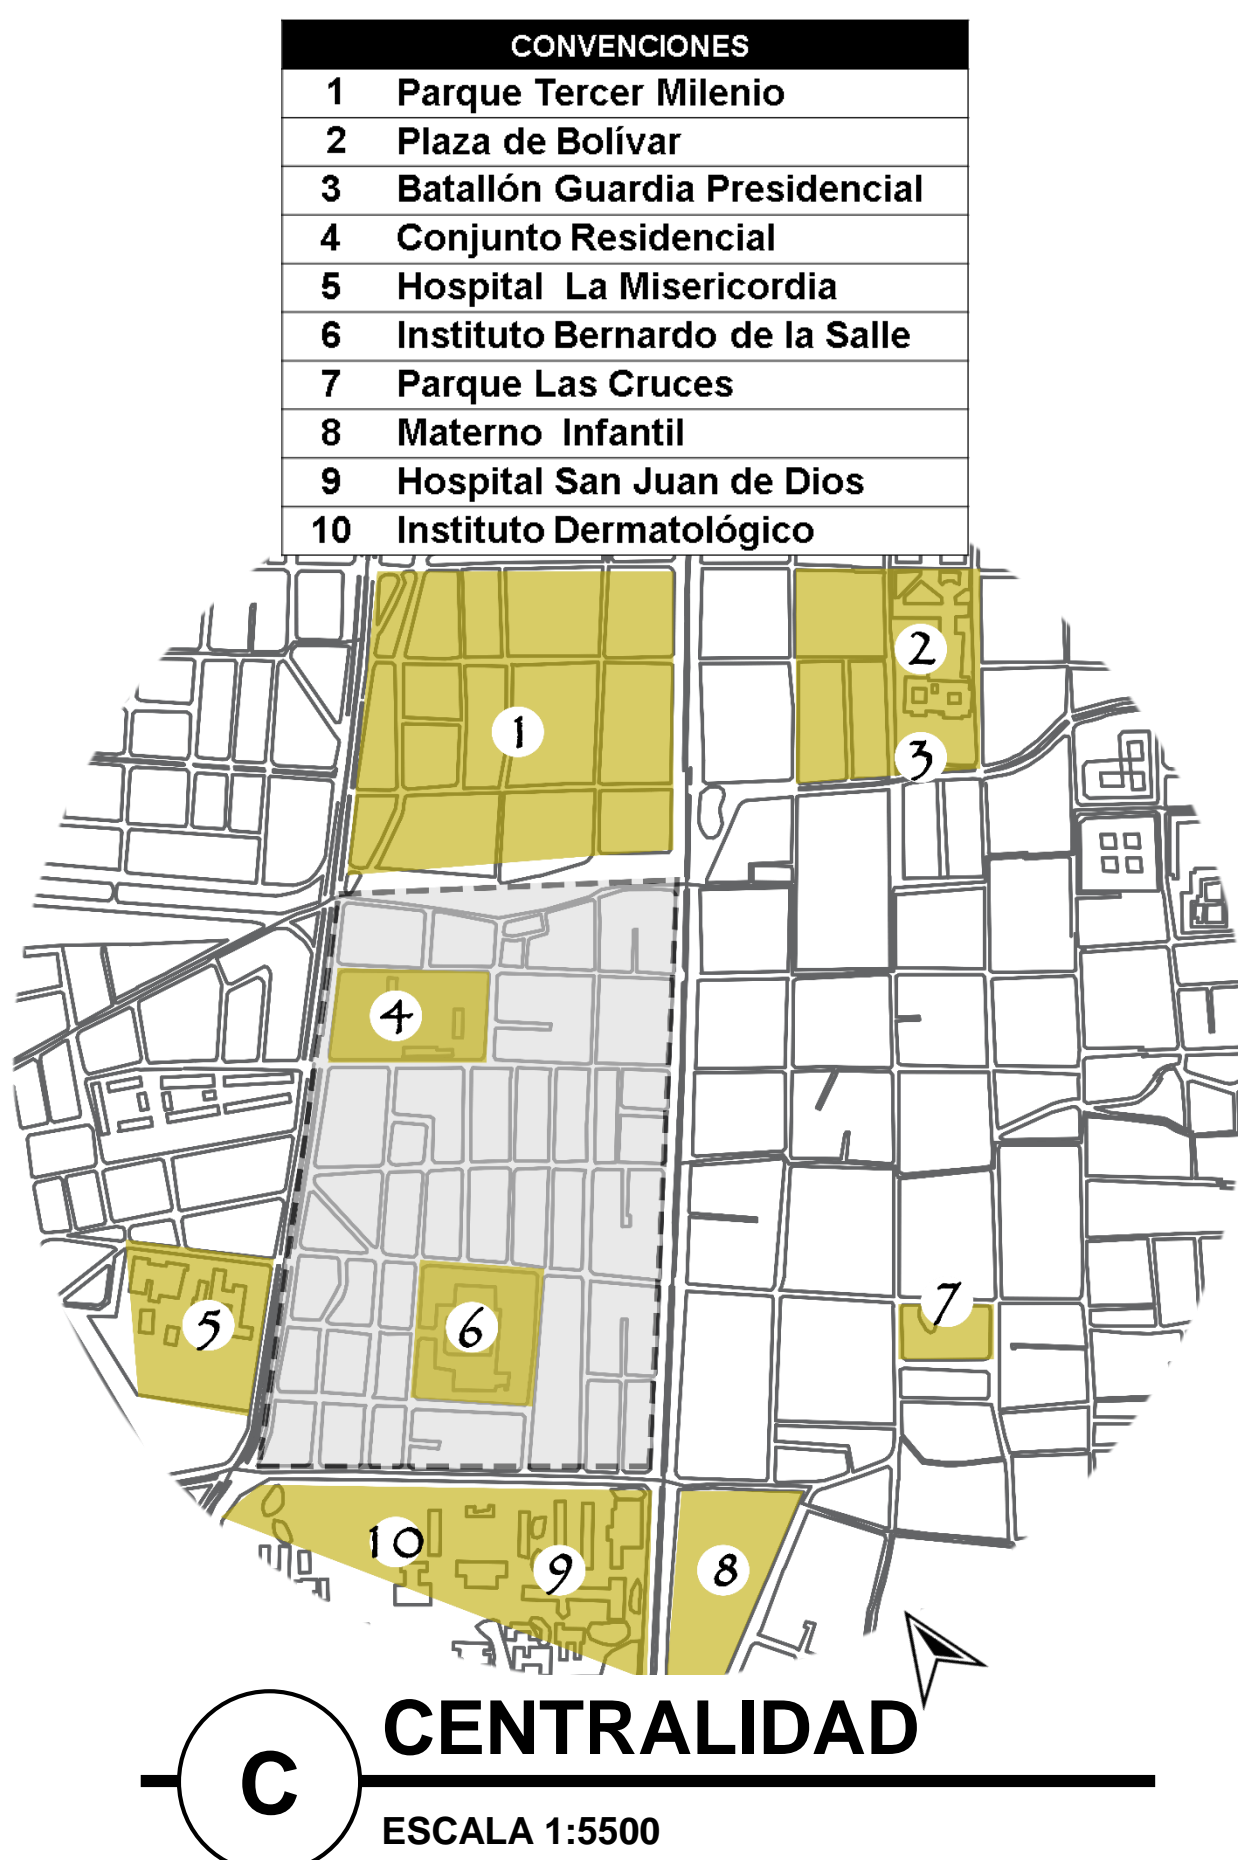 CONVENCIONES
1 Parque Tercer Milenio
2 Plaza de Bolívar
3 Batallón Guardia Presidencial
4 Conjunto Residencial
5 Hospital La Misericordia
6 Instituto Bernardo de la Salle
7 Parque Las Cruces
8 Materno Infantil
9 Hospital San Juan de Dios
10 Instituto Dermatológico
2
1
3
4
7
5
6
10
9
8
C
CENTRALIDAD
ESCALA 1:5500